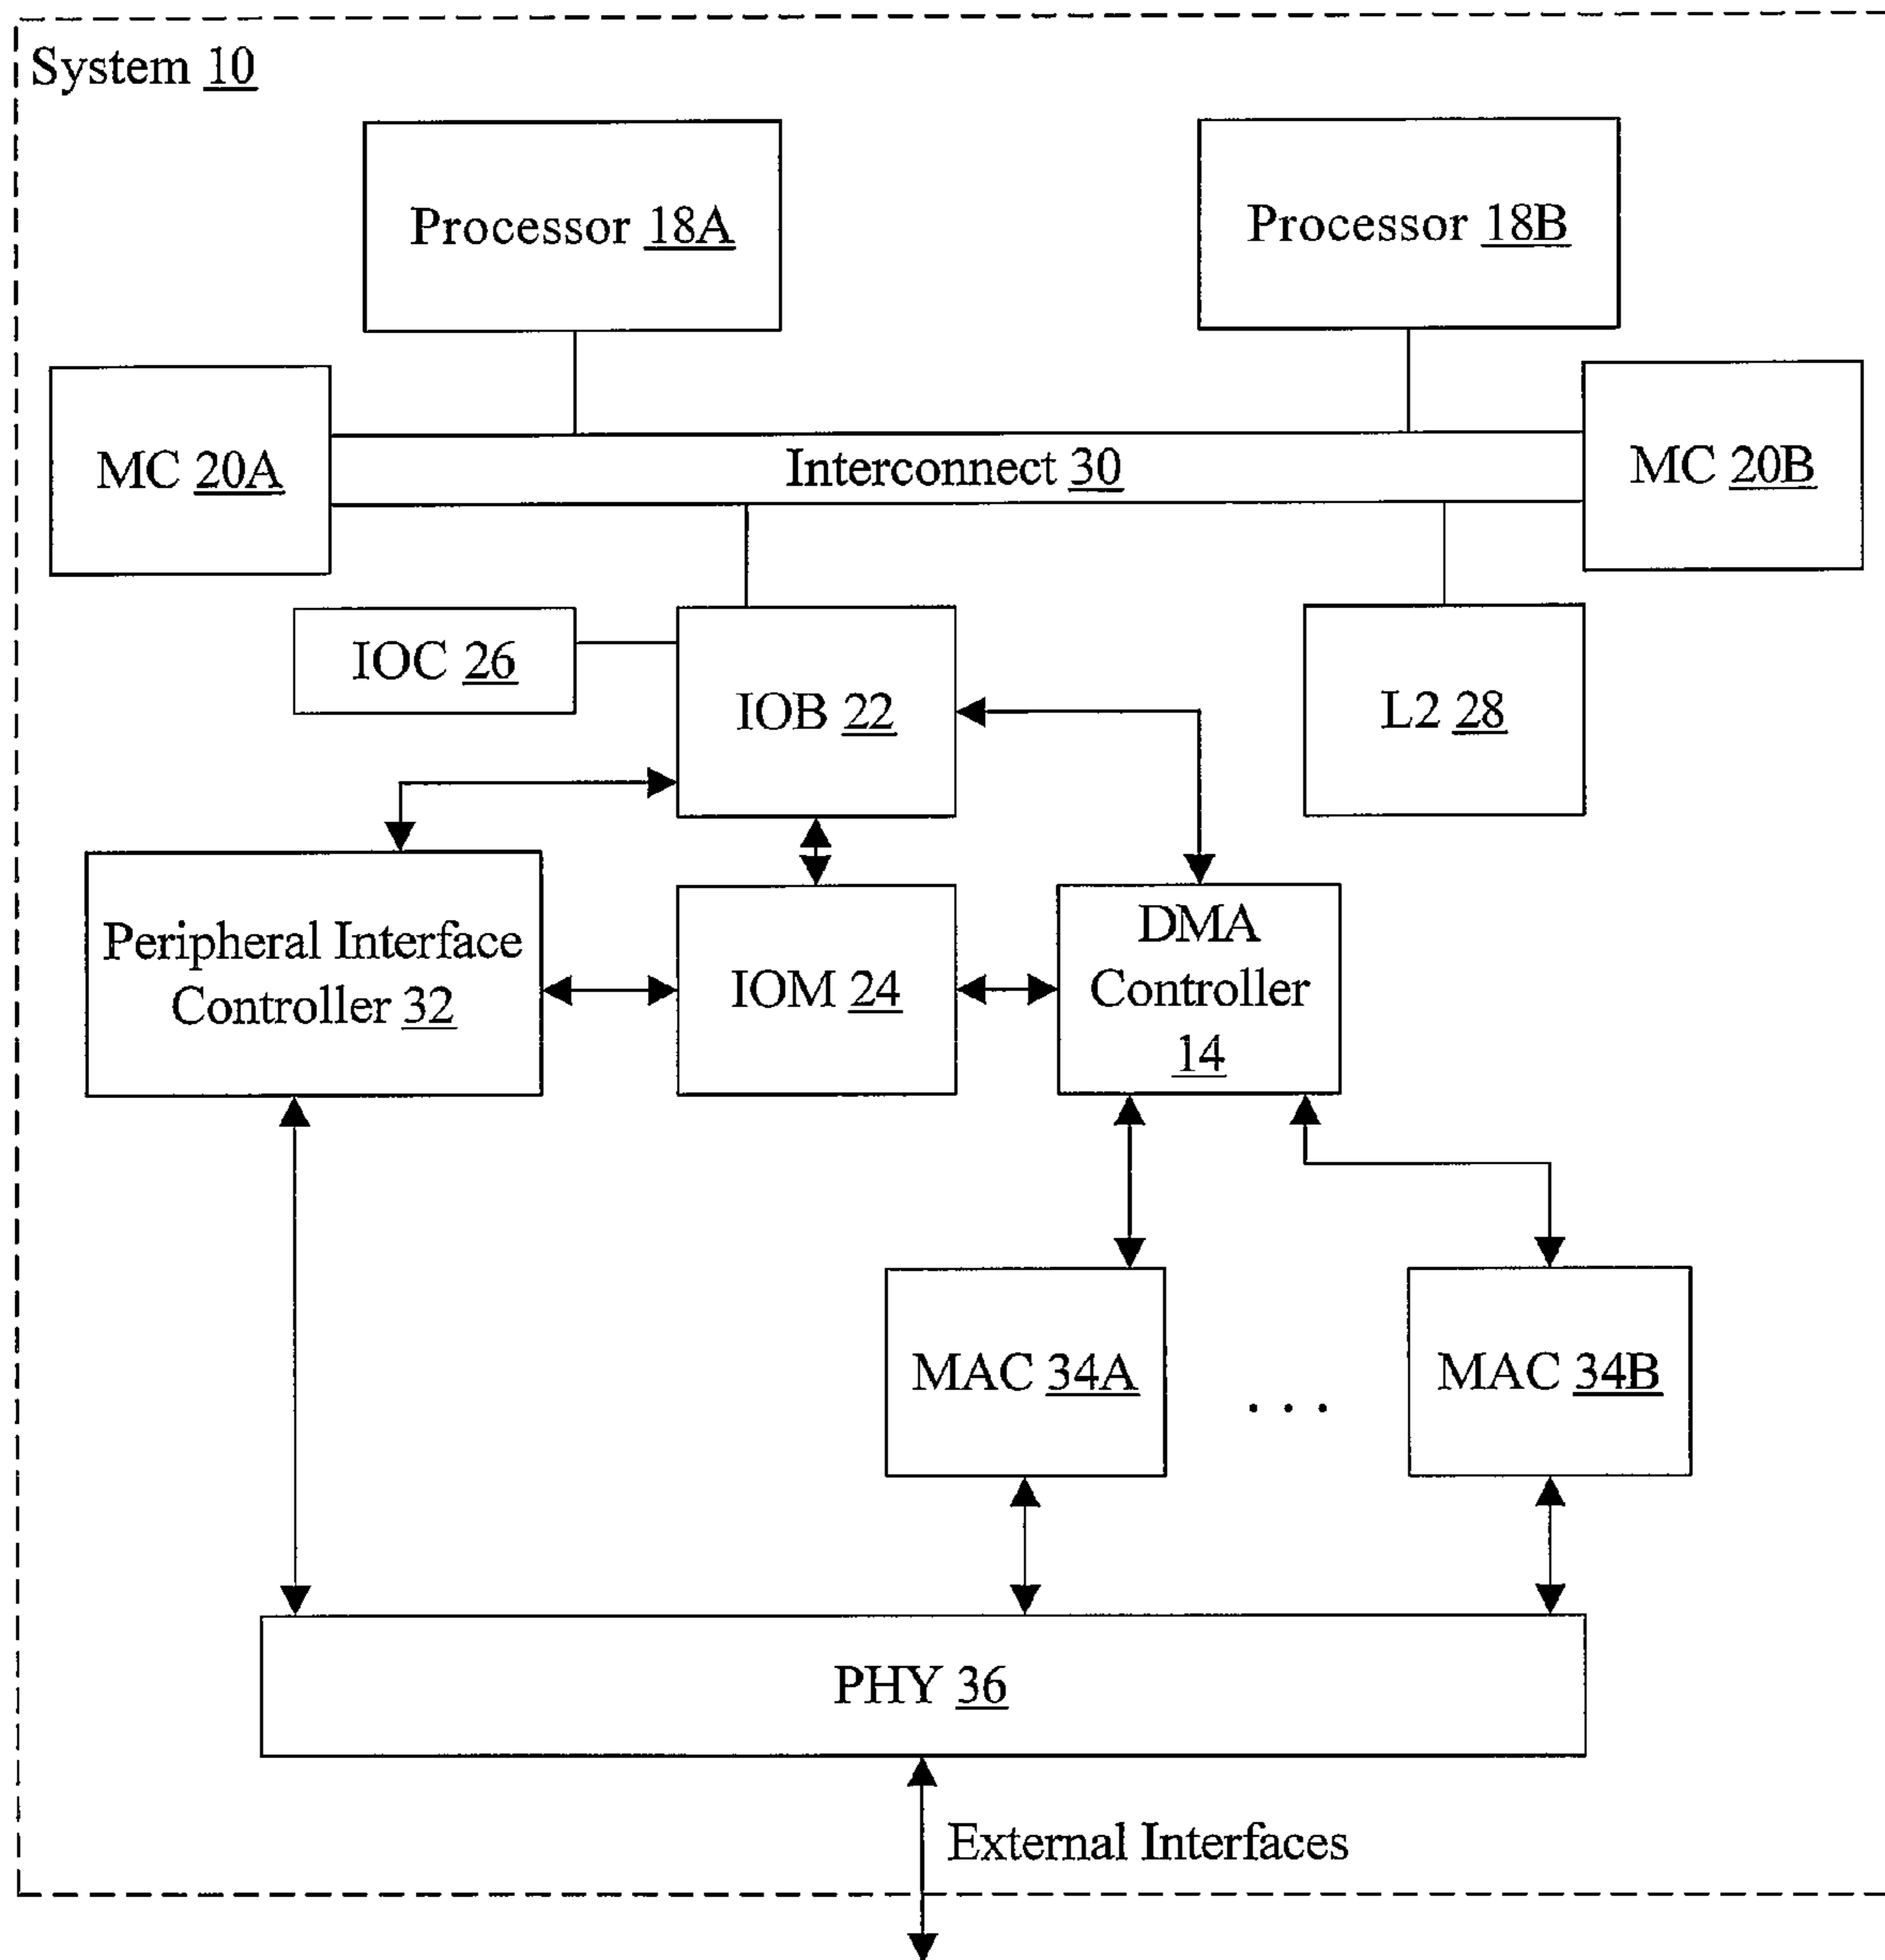 System 10
Processor 18A
Processor 18B
MC 20A
Interconnect 30
MC 20B
IOC 26
IOB 22
L2 28
Peripheral Interface
Controller 32
IOM 24
DMA
Controller
14
MAC 34A
. . .
MAC 34B
PHY 36
External Interfaces